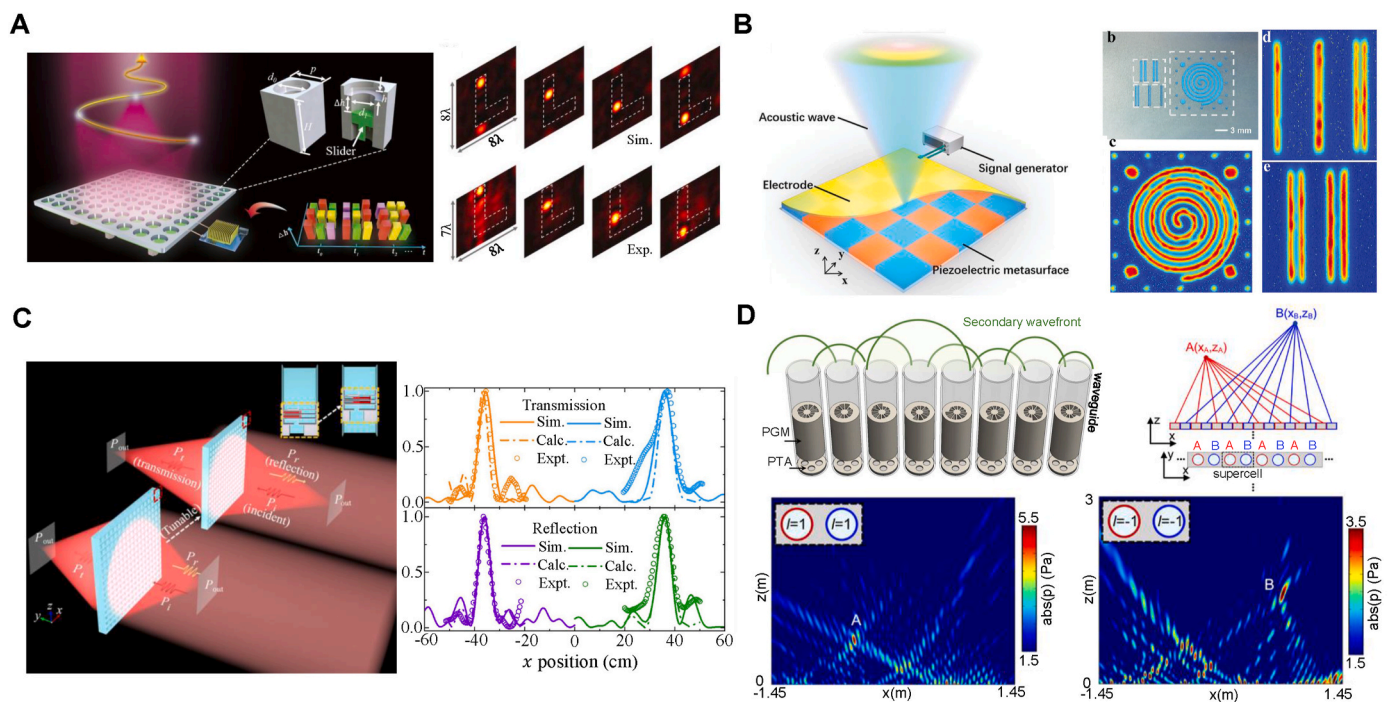 A
d₀
p
Δh
h
d₁
H
Slider
Δh
t₀
t₁
t₂
...
t
8λ
8λ
Sim.
7λ
8λ
Exp.
B
Acoustic wave
Signal generator
Electrode
z
y
x
Piezoelectric metasurface
b
3 mm
c
d
e
C
Pout
Pt
(transmission)
Pr
(reflection)
Pi
(incident)
Pout
(Tunable)
Pout
Pt
Pr
Pi
Pout
z
y
x
1.0
0.5
0.0
Transmission
Sim.
Calc.
Expt.
Sim.
Calc.
Expt.
1.0
0.5
0.0
Reflection
Sim.
Calc.
Expt.
Sim.
Calc.
Expt.
-60
-40
-20
0
20
40
60
x position (cm)
D
Secondary wavefront
waveguide
PGM
PTA
B(xB,zB)
A(xA,zA)
z
x
y
x
A B A B A B A B
...
...
supercell
l=1
l=1
A
z(m)
0
-1.45
x(m)
1.45
5.5
abs(p) (Pa)
1.5
l=-1
l=-1
B
3
z(m)
0
-1.45
x(m)
1.45
3.5
abs(p) (Pa)
1.5